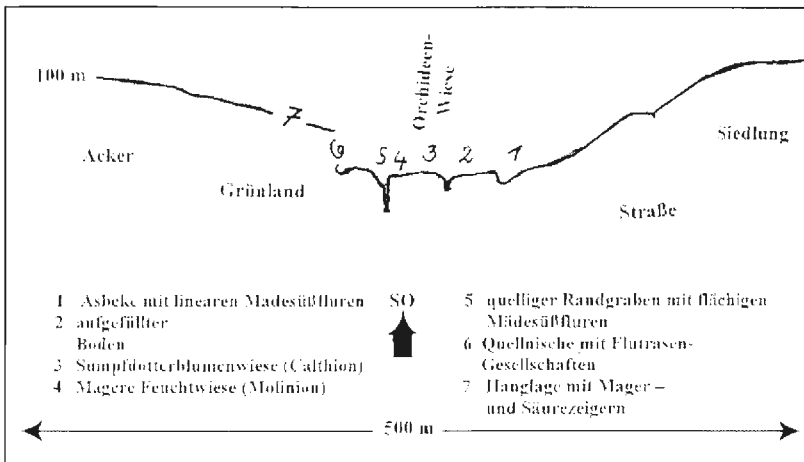 Orchideen-
Wiese
100 m
7
Siedlung
6
5
4
3
2
1
Acker
Grünland
Straße
1 Asbeke mit linearen Madesüßfluren
2 aufgefüllter
Boden
3 Sumpfdotterblumenwiese (Calthion)
4 Magere Feuchtwiese (Molinion)
SO
5 quelliger Randgraben mit flächigen
Mädesüßfluren
6 Quellnische mit Flutrasen-
Gesellschaften
7 Hanglage mit Mager –
und Säurezeigern
500 m